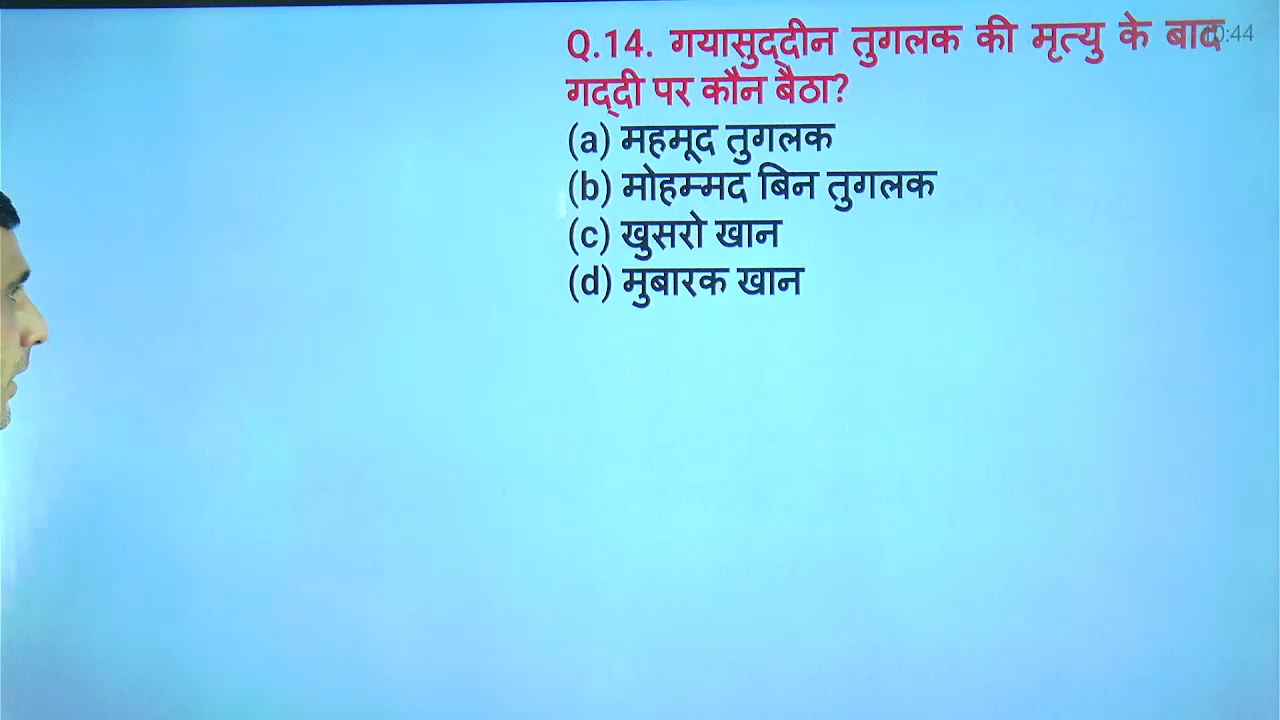 Q.14. गयासुद्दीन तुगलक की मृत्यु के बाद
गद्दी पर कौन बैठा?
(a) महमूद तुगलक
(b) मोहम्मद बिन तुगलक
(c) खुसरो खान
(d) मुबारक खान